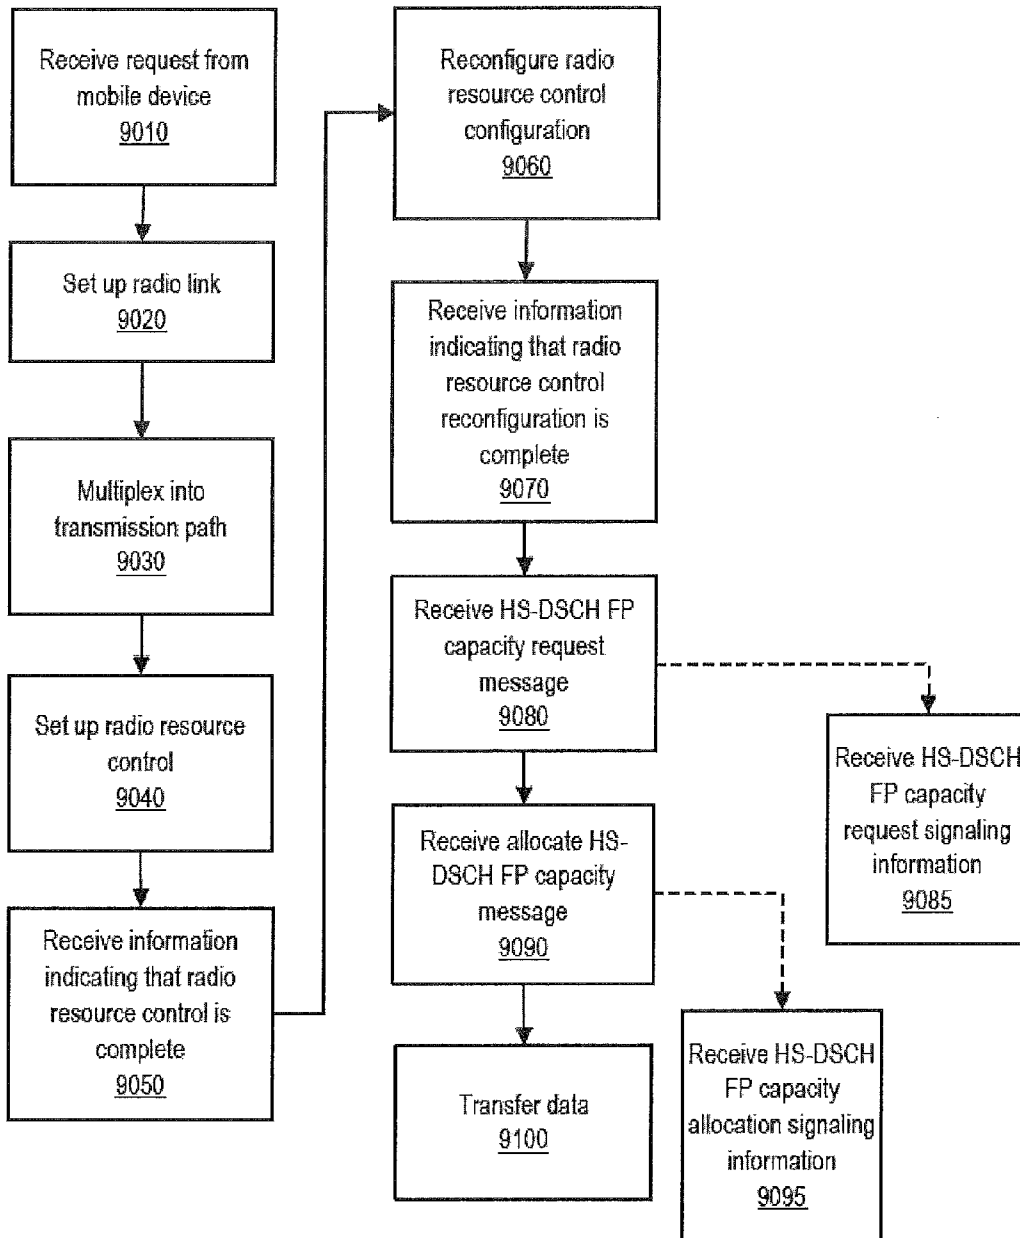 Receive request from
mobile device
9010
Set up radio link
9020
Multiplex into
transmission path
9030
Set up radio resource
control
9040
Receive information
indicating that radio
resource control is
complete
9050
Reconfigure radio
resource control
configuration
9060
Receive information
indicating that radio
resource control
reconfiguration is
complete
9070
Receive HS-DSCH FP
capacity request
message
9080
Receive HS-DSCH
FP capacity
request signaling
information
9085
Receive allocate HS-
DSCH FP capacity
message
9090
Receive HS-DSCH
FP capacity
allocation signaling
information
9095
Transfer data
9100